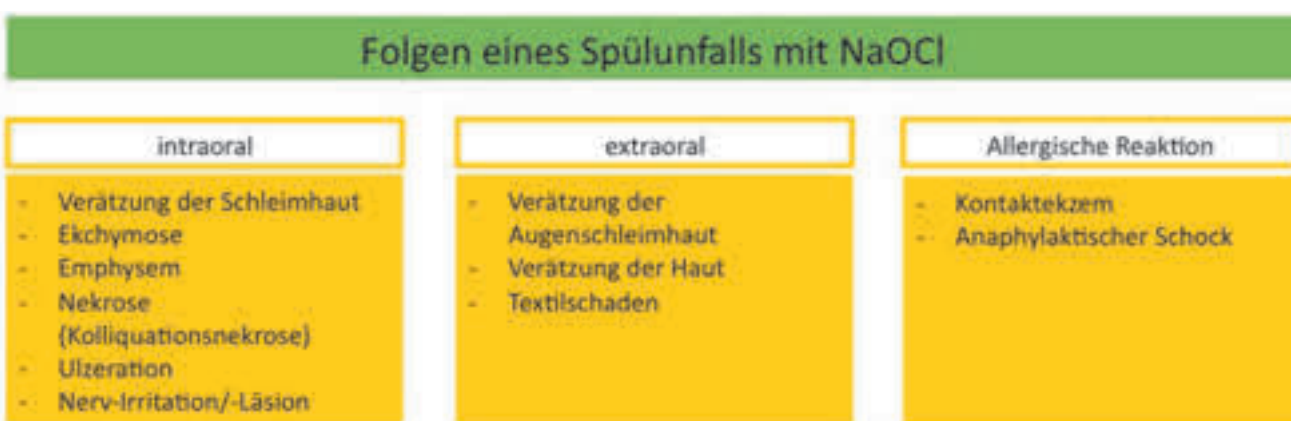 Folgen eines Spülunfalls mit NaOCl
intraoral
- Verätzung der Schleimhaut
- Ekchymose
- Emphysem
- Nekrose
(Kolliquationsnekrose)
- Ulzeration
- Nerv-Irritation/-Läsion
extraoral
- Verätzung der
Augenschleimhaut
- Verätzung der Haut
- Textilschaden
Allergische Reaktion
- Kontaktekzem
- Anaphylaktischer Schock